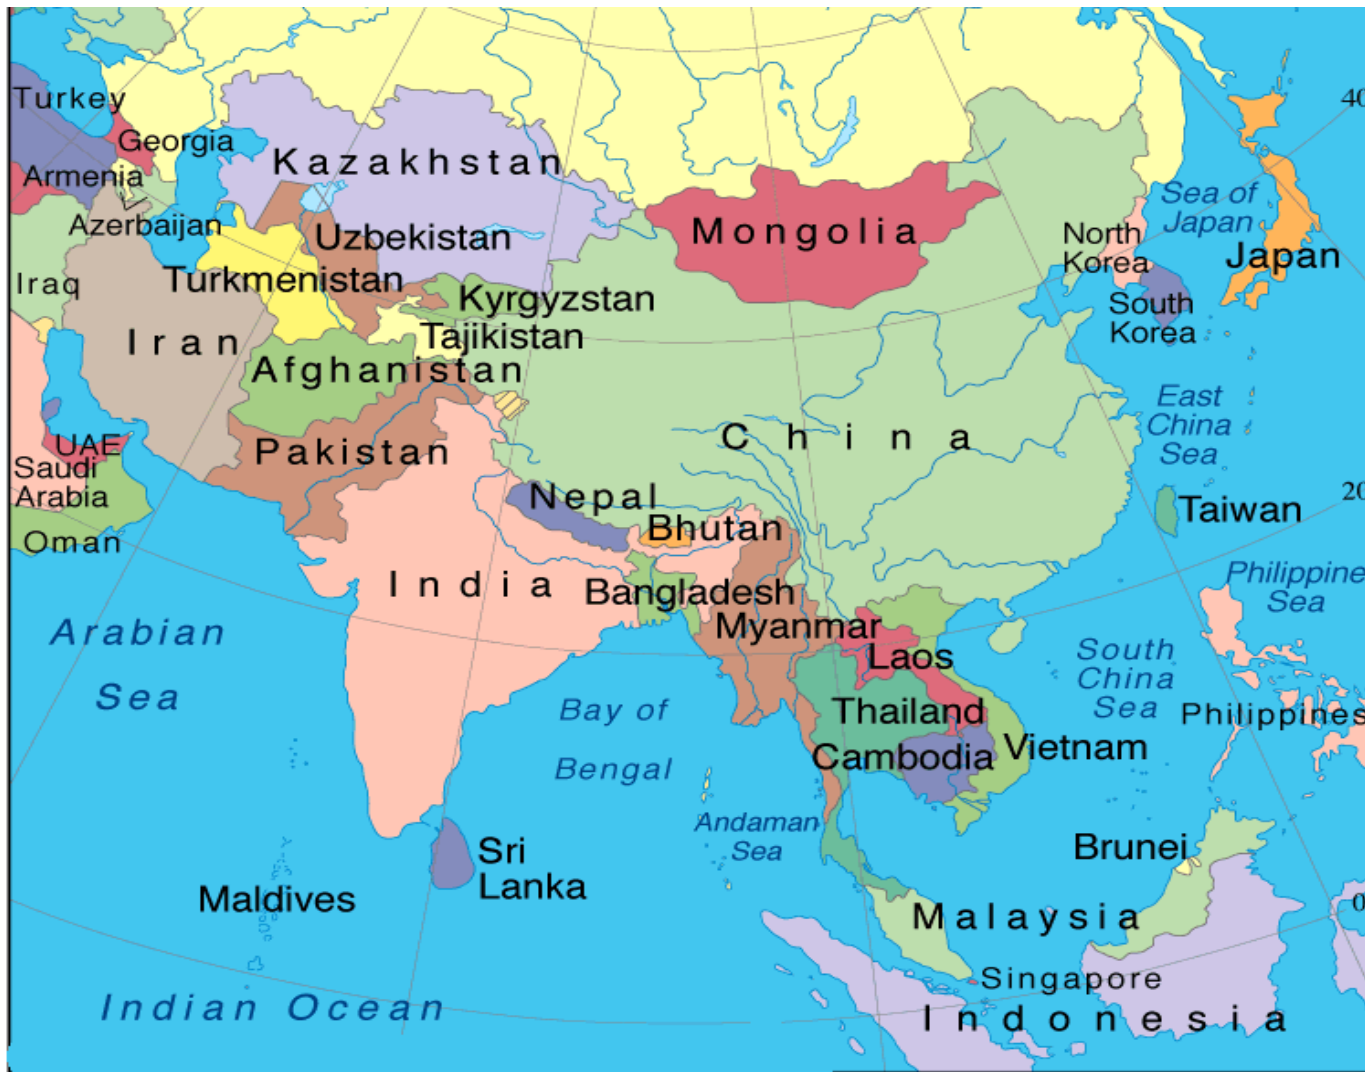 40
Turkey
Georgia
Kazakhstan
Armenia
Sea of
Japan
Azerbaijan
Mongolia
Uzbekistan
North
Korea
Japan
Turkmenistan
Iraq
Kyrgyzstan
South
Korea
Iran
Tajikistan
Afghanistan
East
China
Sea
UAE
Pakistan
China
Saudi
Arabia
Nepal
20
Taiwan
Bhutan
Oman
India
Bangladesh
Philippine
Sea
Myanmar
Arabian
Sea
Laos
South
China
Sea
Bay of
Bengal
Thailand
Philippines
Cambodia
Vietnam
Andaman
Sea
Brunei
Sri
Lanka
Maldives
0
Malaysia
Singapore
Indian Ocean
Indonesia